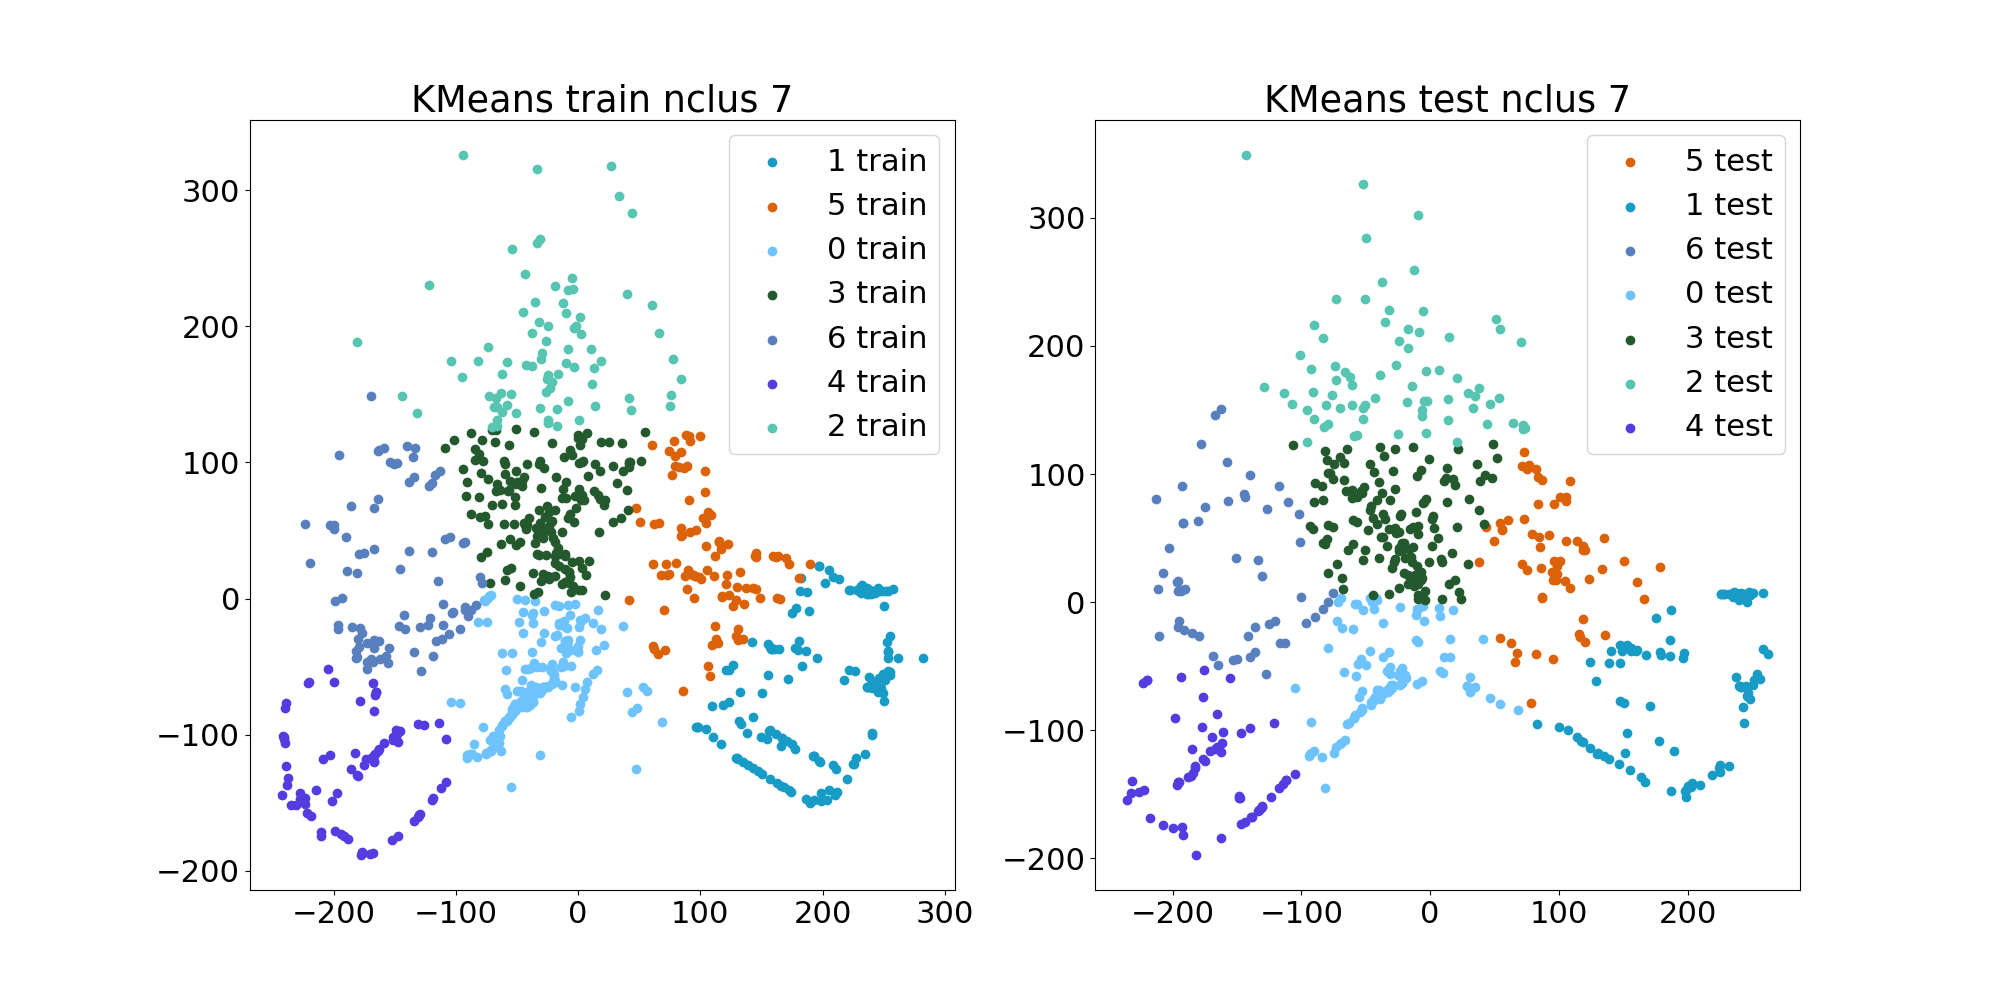 KMeans train nclus 7
1 train
5 train
0 train
3 train
6 train
4 train
2 train
300
200
100
0
−100
−200
−200 −100 0 100 200 300
KMeans test nclus 7
5 test
1 test
6 test
0 test
3 test
2 test
4 test
300
200
100
0
−100
−200
−200 −100 0 100 200